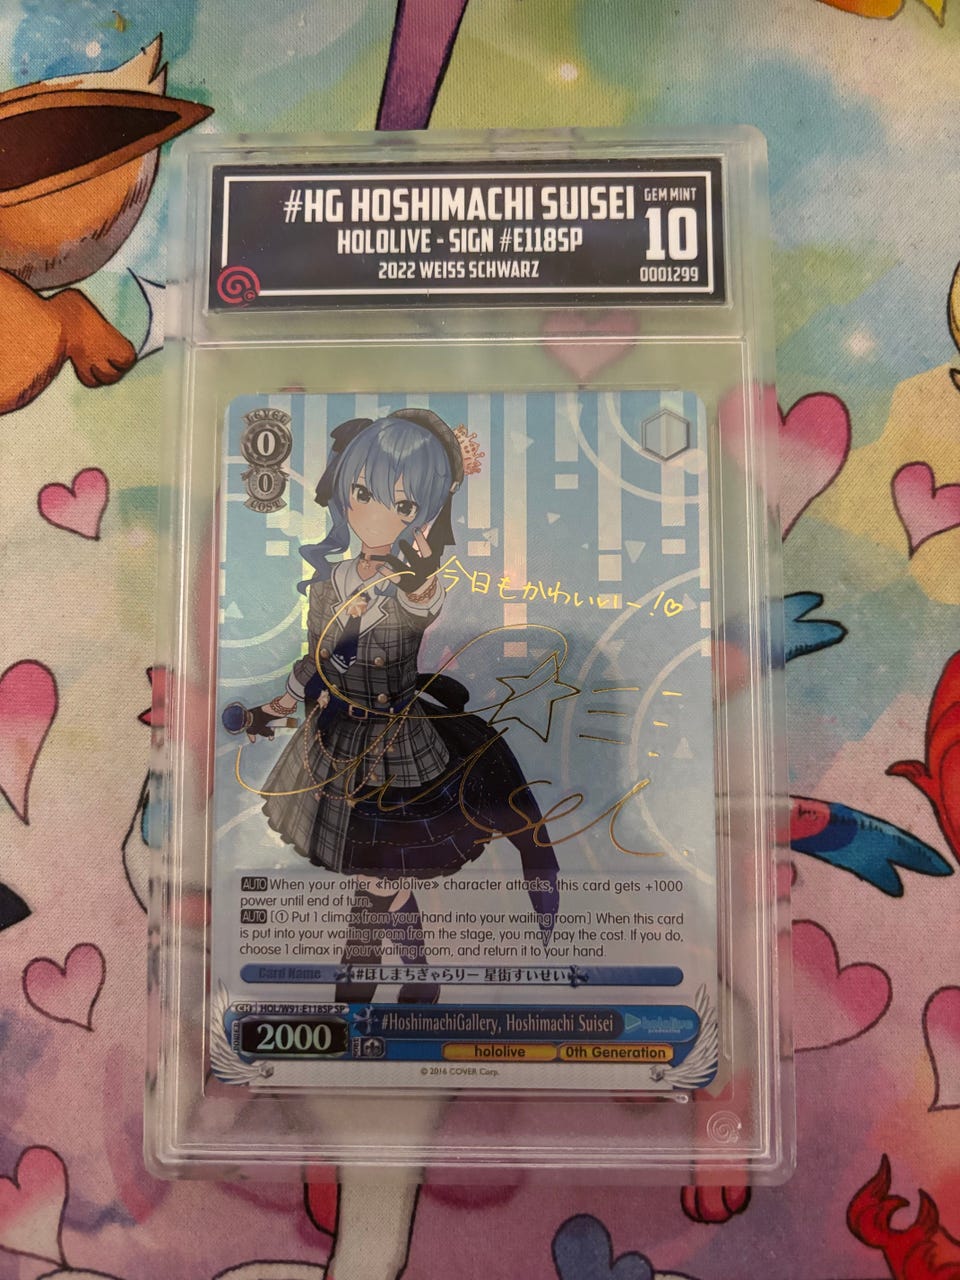 #HG HOSHIMACHI SUISEI
HOLOLIVE - SIGN #E118SP
2022 WEISS SCHWARZ
GEM MINT
10
0001299
LEVEL
0
0
COST
今日もかわいいー!♡
Suisei
AUTO When your other «hololive» character attacks, this card gets +1000
power until end of turn.
AUTO [① Put 1 climax from your hand into your waiting room] When this card
is put into your waiting room from the stage, you may pay the cost. If you do,
choose 1 climax in your waiting room, and return it to your hand.
Card Name #ほしまちぎゃらりー 星街すいせい
CH HOL/W91-E118SP SP
POWER 2000 SOUL
#HoshimachiGallery, Hoshimachi Suisei
hololive production
hololive 0th Generation
© 2016 COVER Corp.